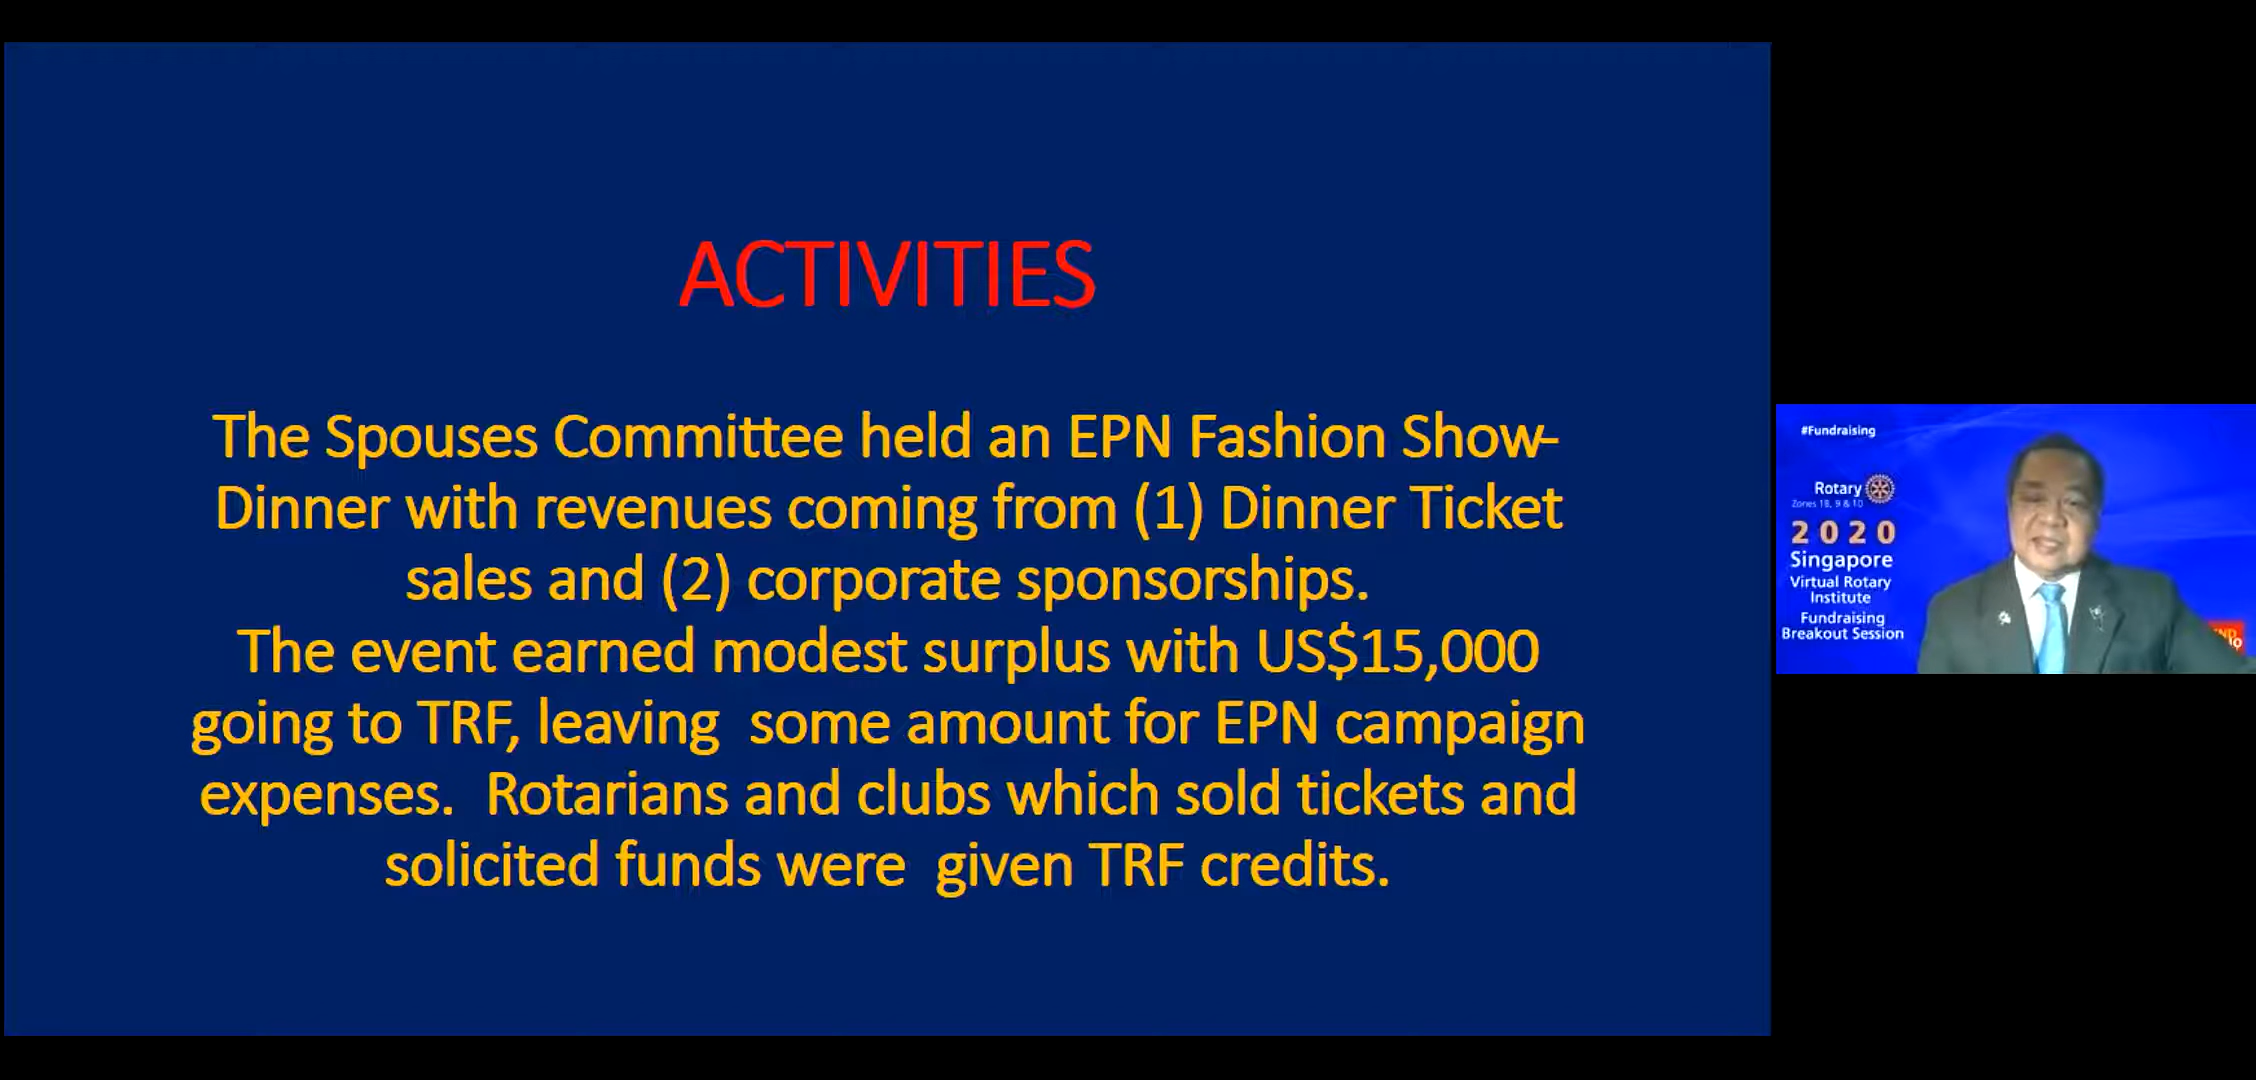 ACTIVITIES
The Spouses Committee held an EPN Fashion Show-
Dinner with revenues coming from (1) Dinner Ticket
sales and (2) corporate sponsorships.
The event earned modest surplus with US$15,000
going to TRF, leaving  some amount for EPN campaign
expenses.  Rotarians and clubs which sold tickets and
solicited funds were  given TRF credits.
#Fundraising
Rotary
2020
Singapore
Virtual Rotary
Institute
Fundraising
Breakout Session